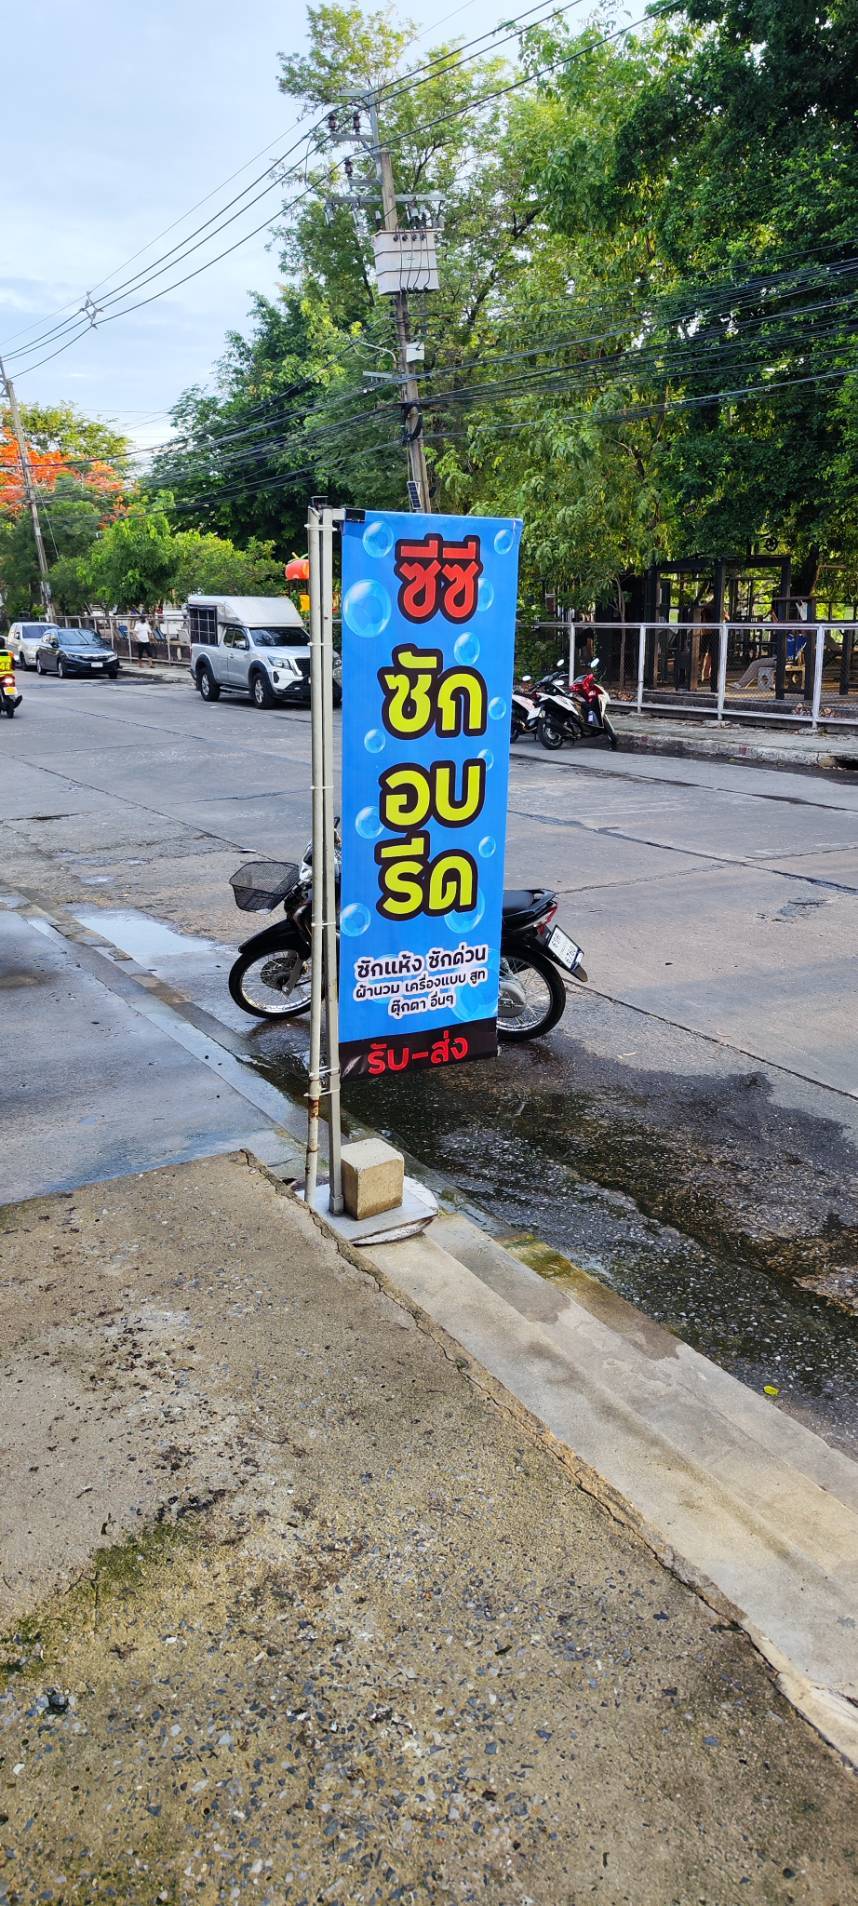 ซีซี
ซัก
อบ
รีด
ซักแห้ง ซักด่วน
ผ้านวม เครื่องแบบ สูท
ตุ๊กตา อื่นๆ
รับ-ส่ง